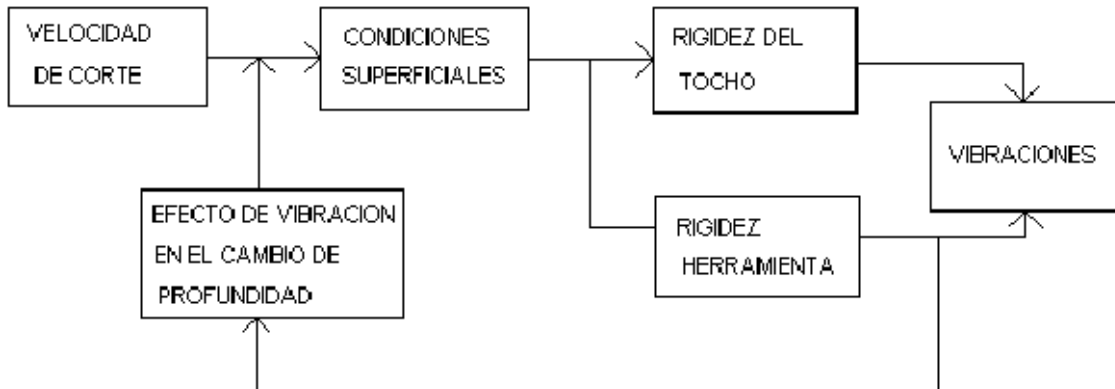 VELOCIDAD
DE CORTE
CONDICIONES
SUPERFICIALES
RIGIDEZ DEL
TOCHO
VIBRACIONES
EFECTO DE VIBRACION
EN EL CAMBIO DE
PROFUNDIDAD
RIGIDEZ
HERRAMIENTA